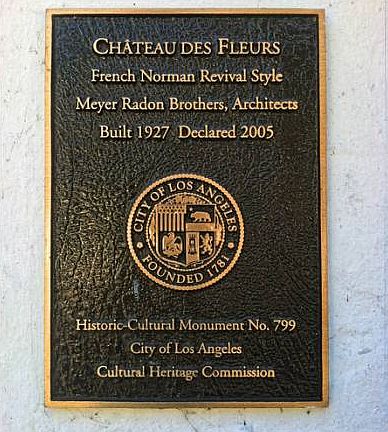 CHÂTEAU DES FLEURS
French Norman Revival Style
Meyer Radon Brothers, Architects
Built 1927 Declared 2005
CITY OF LOS ANGELES
FOUNDED 1781
Historic-Cultural Monument No. 799
City of Los Angeles
Cultural Heritage Commission